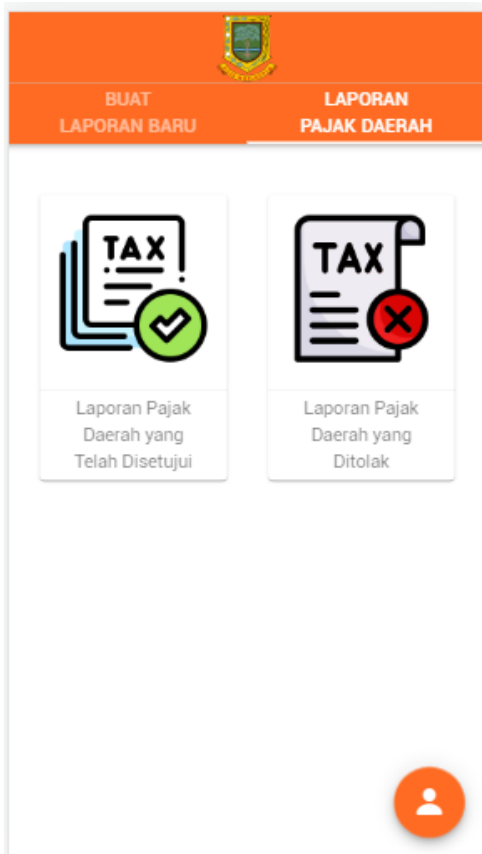 BUAT
LAPORAN BARU
LAPORAN
PAJAK DAERAH
TAX
TAX
Laporan Pajak
Daerah yang
Telah Disetujui
Laporan Pajak
Daerah yang
Ditolak